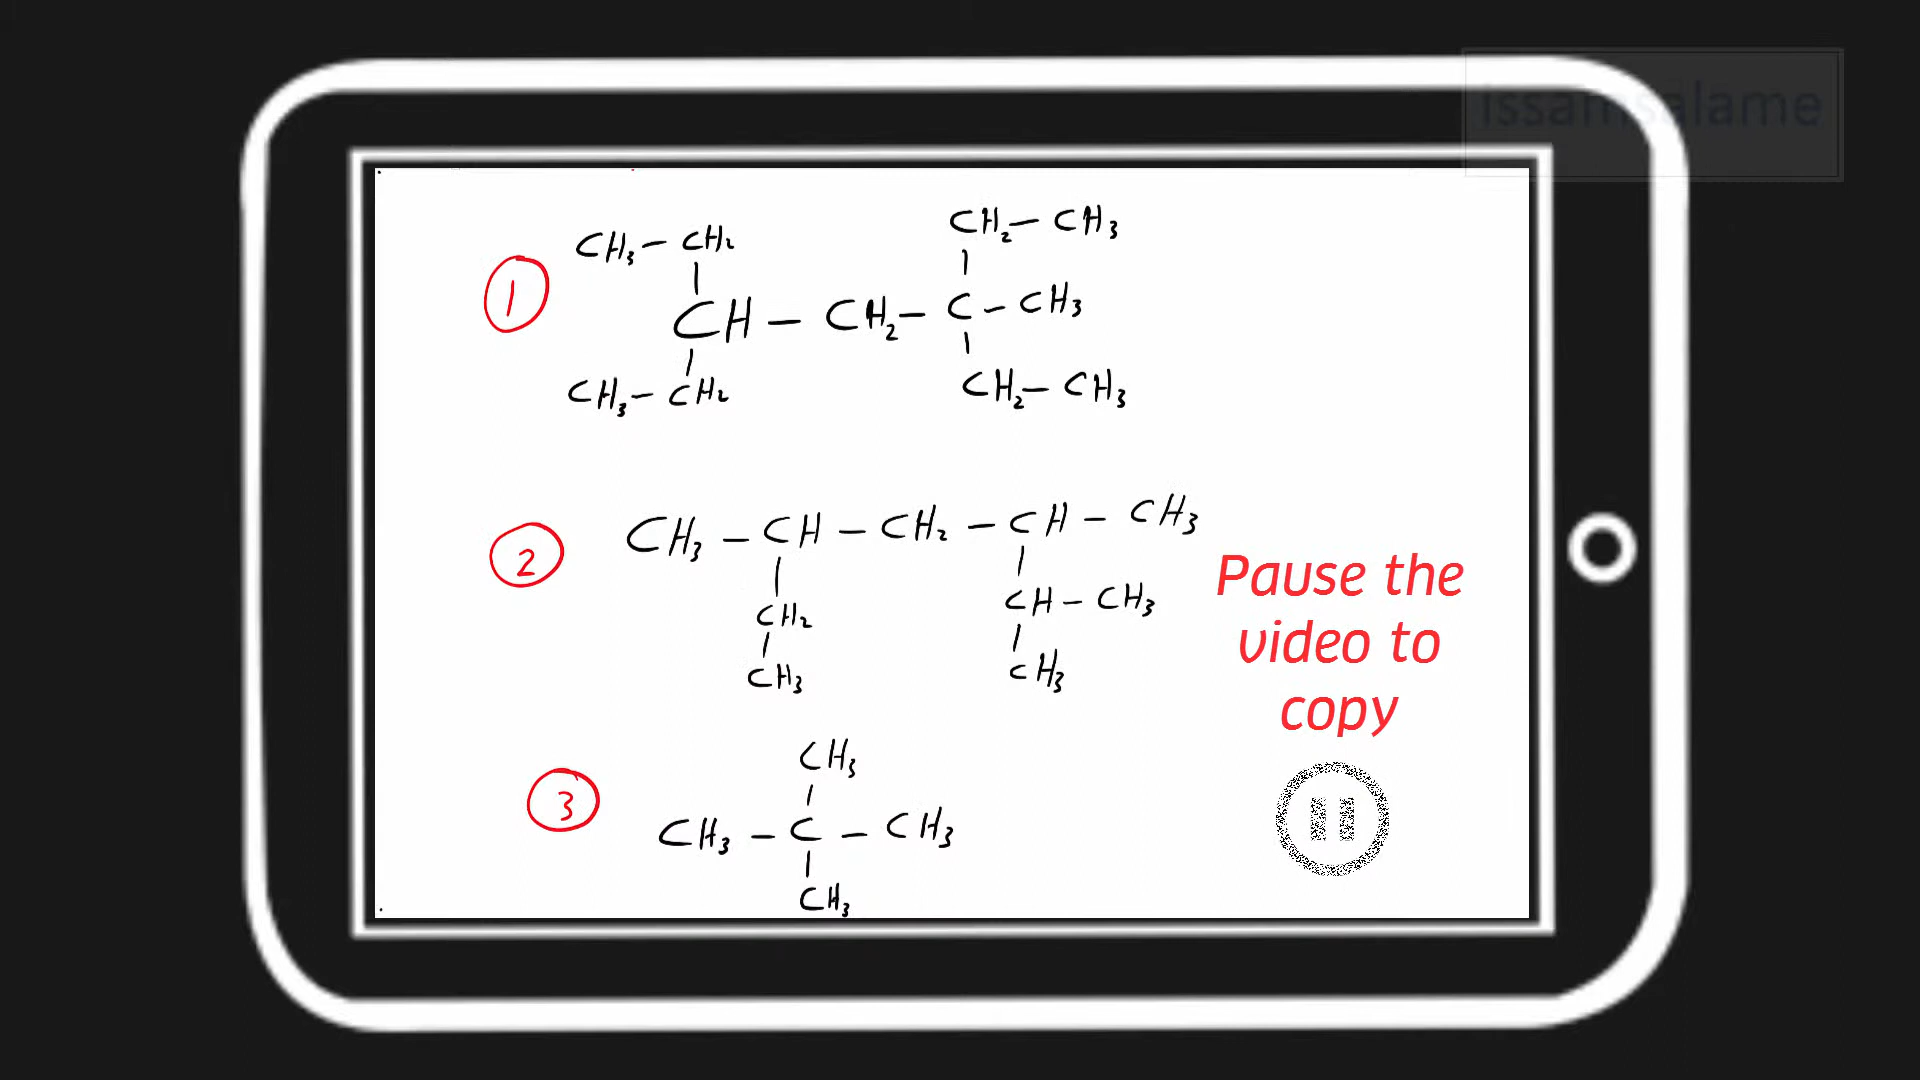 issamsalame
CH₂ — CH₃
CH₃ — CH₂
1
CH — CH₂ — C — CH₃
CH₃ — CH₂
CH₂ — CH₃
2
CH₃ — CH — CH₂ — CH — CH₃
CH₂
CH — CH₃
CH₃
CH₃
Pause the
video to
copy
CH₃
3
CH₃ — C — CH₃
CH₃